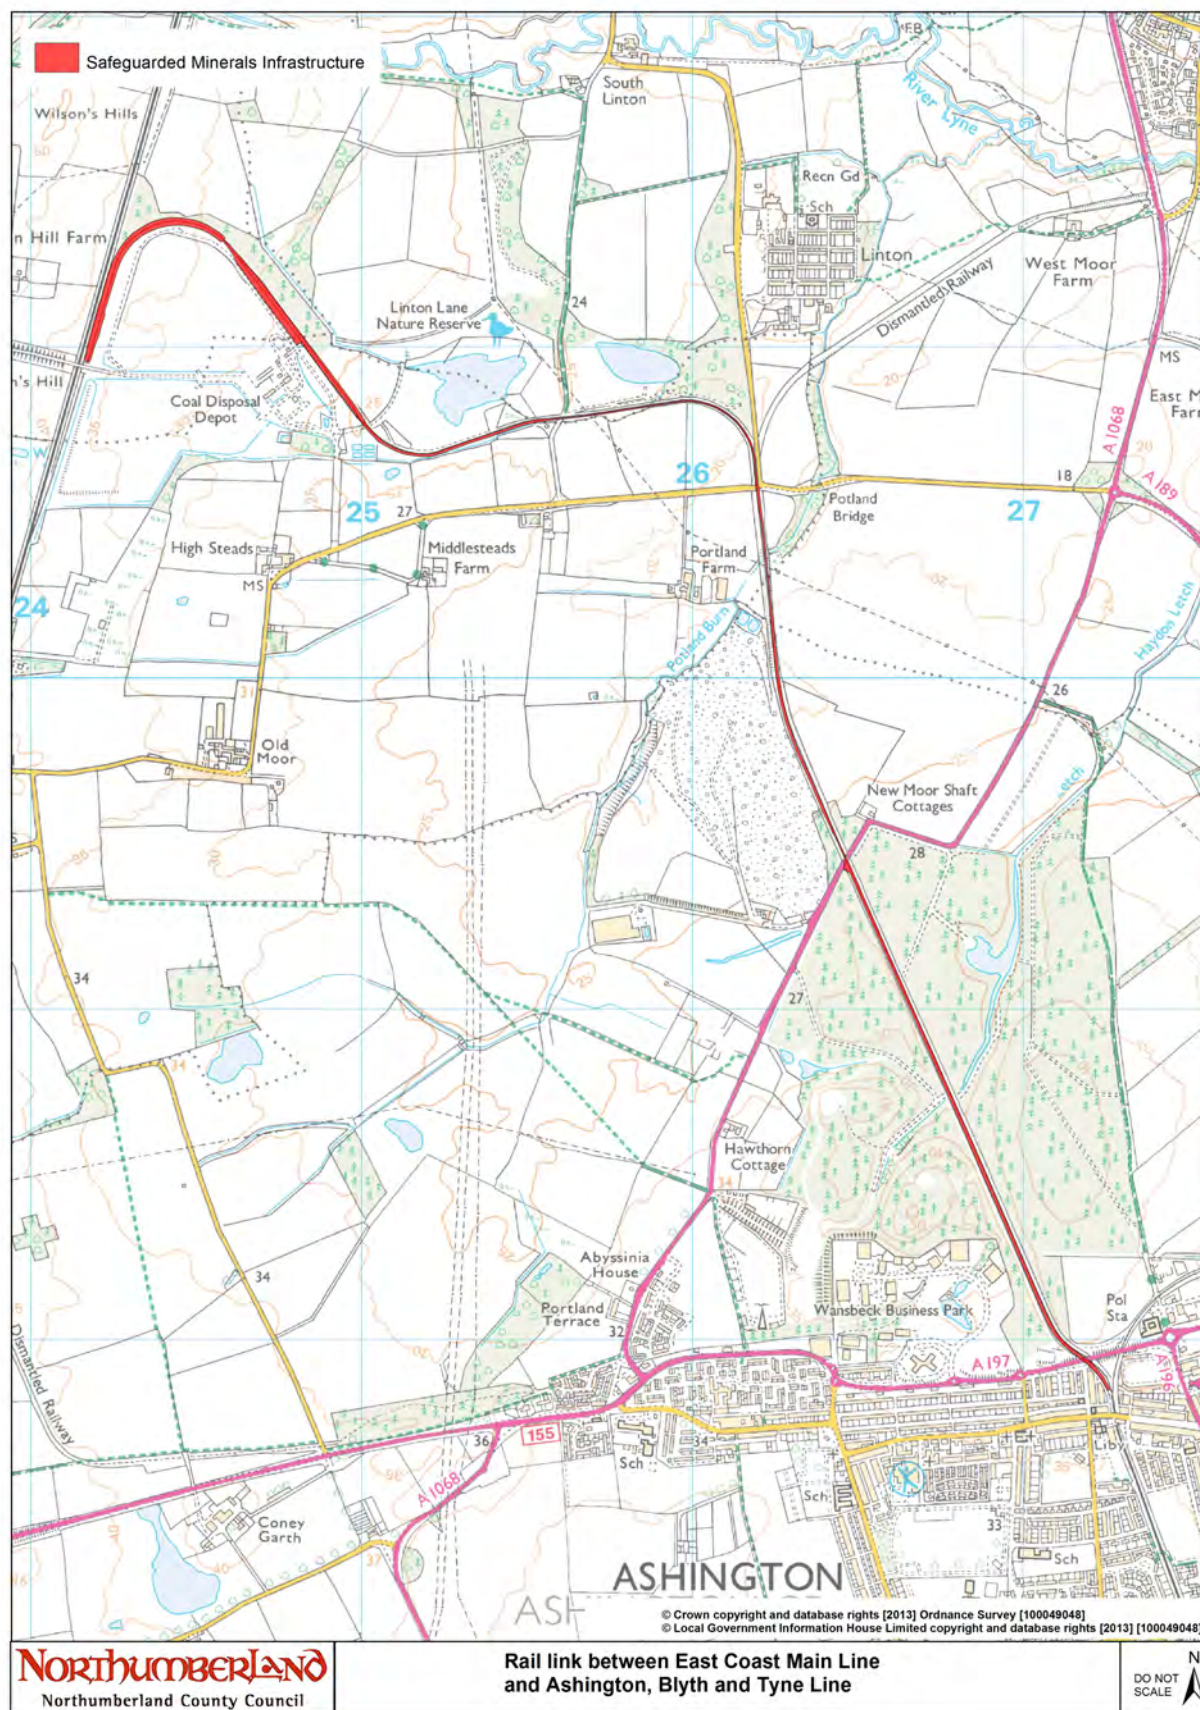 Safeguarded Minerals Infrastructure
FB
South
Linton
River Lyne
Wilson's Hills
Recn Gd
Sch
n Hill Farm
Linton
West Moor
Farm
24
Linton Lane
Nature Reserve
Dismantled Railway
MS
n's Hill
Coal Disposal
Depot
East M
Farm
A 1068
W
26
18
A 189
25
27
Potland
Bridge
27
High Steads
Middlesteads
Farm
Portland
Farm
MS
24
Potland Burn
Haydon Letch
31
26
Old
Moor
New Moor Shaft
Cottages
Letch
28
34
27
34
Hawthorn
Cottage
34
34
Abyssinia
House
Portland
Terrace
32
Wansbeck Business Park
Pol
Sta
Dismantled Railway
A 197
A 196
155
36
Sch
34
Liby
A 1068
Sch
33
Sch
Coney
Garth
37
ASHINGTON
© Crown copyright and database rights [2013] Ordnance Survey [100049048]
© Local Government Information House Limited copyright and database rights [2013] [100049048]
NORTHUMBERLAND
Northumberland County Council
Rail link between East Coast Main Line
and Ashington, Blyth and Tyne Line
N
DO NOT
SCALE